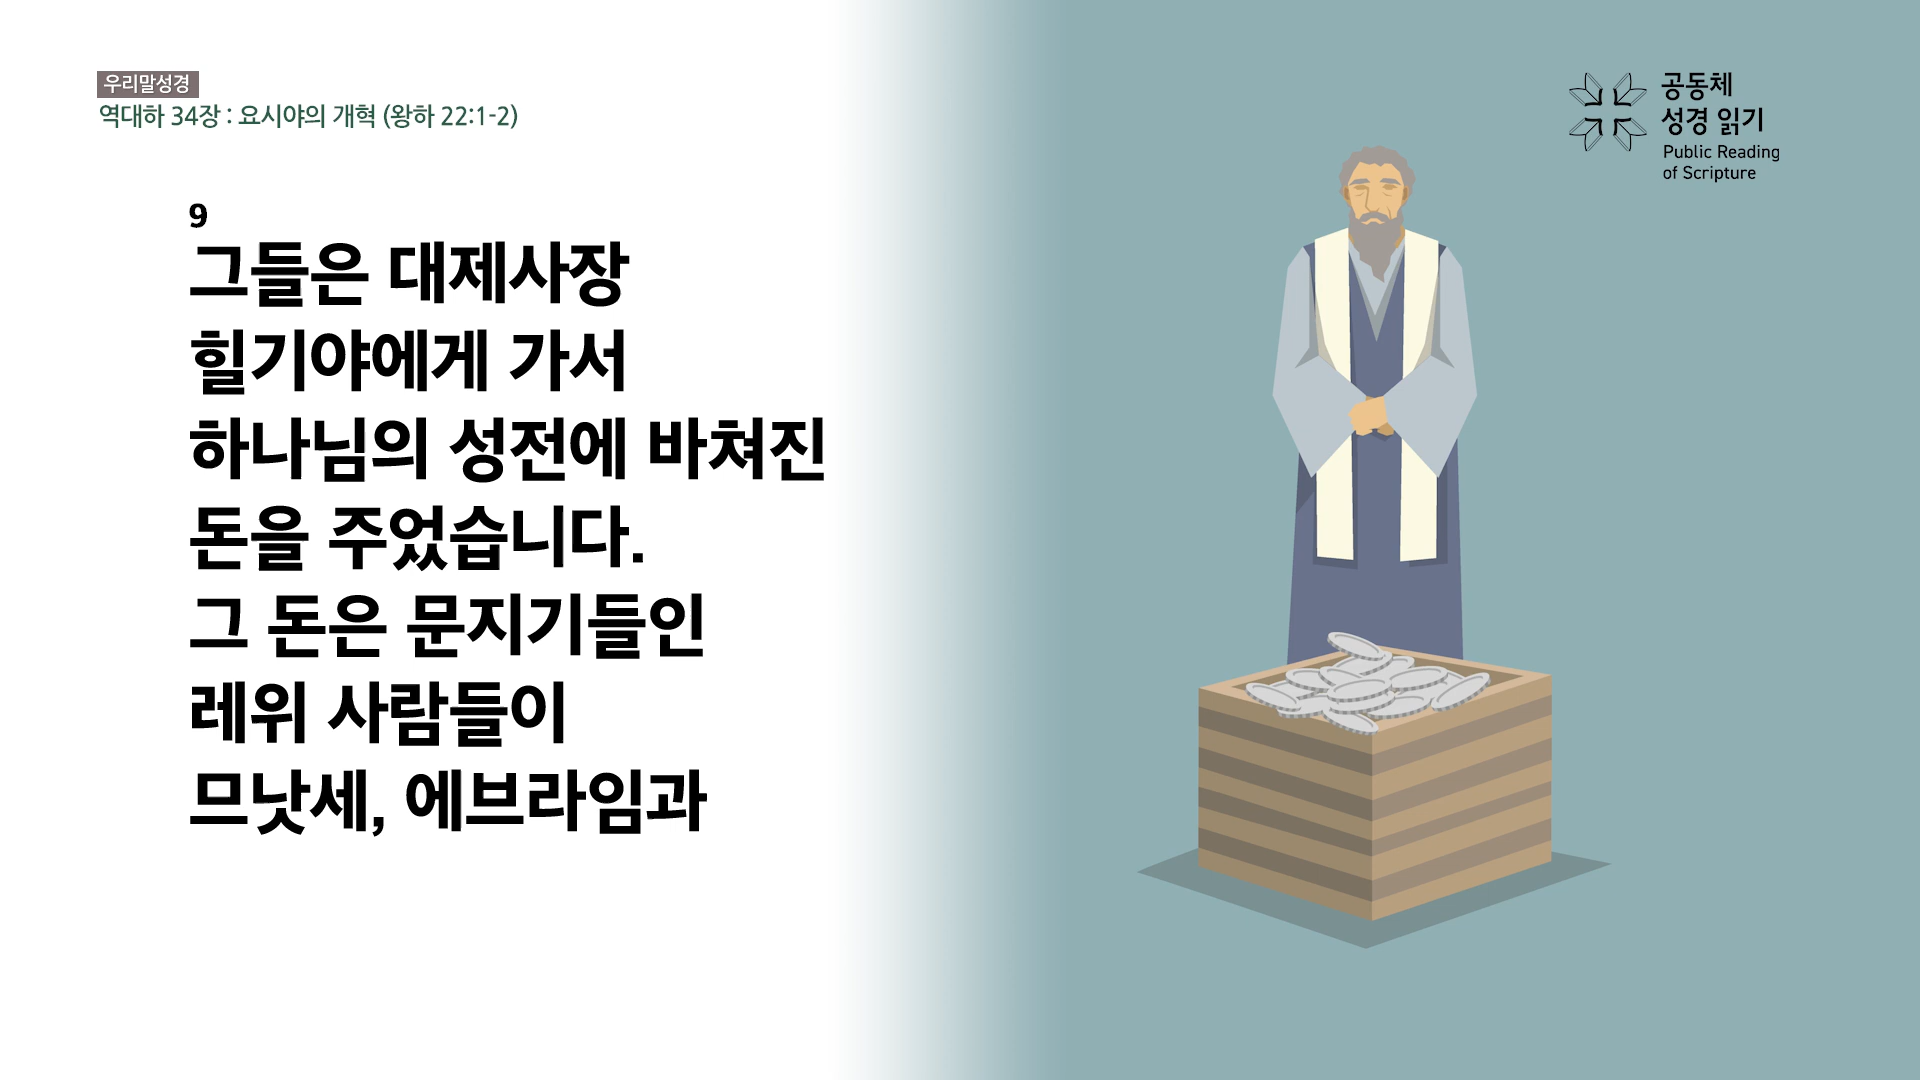 우리말성경
역대하 34장 : 요시야의 개혁 (왕하 22:1-2)
공동체
성경 읽기
Public Reading
of Scripture
9
그들은 대제사장
힐기야에게 가서
하나님의 성전에 바쳐진
돈을 주었습니다.
그 돈은 문지기들인
레위 사람들이
므낫세, 에브라임과